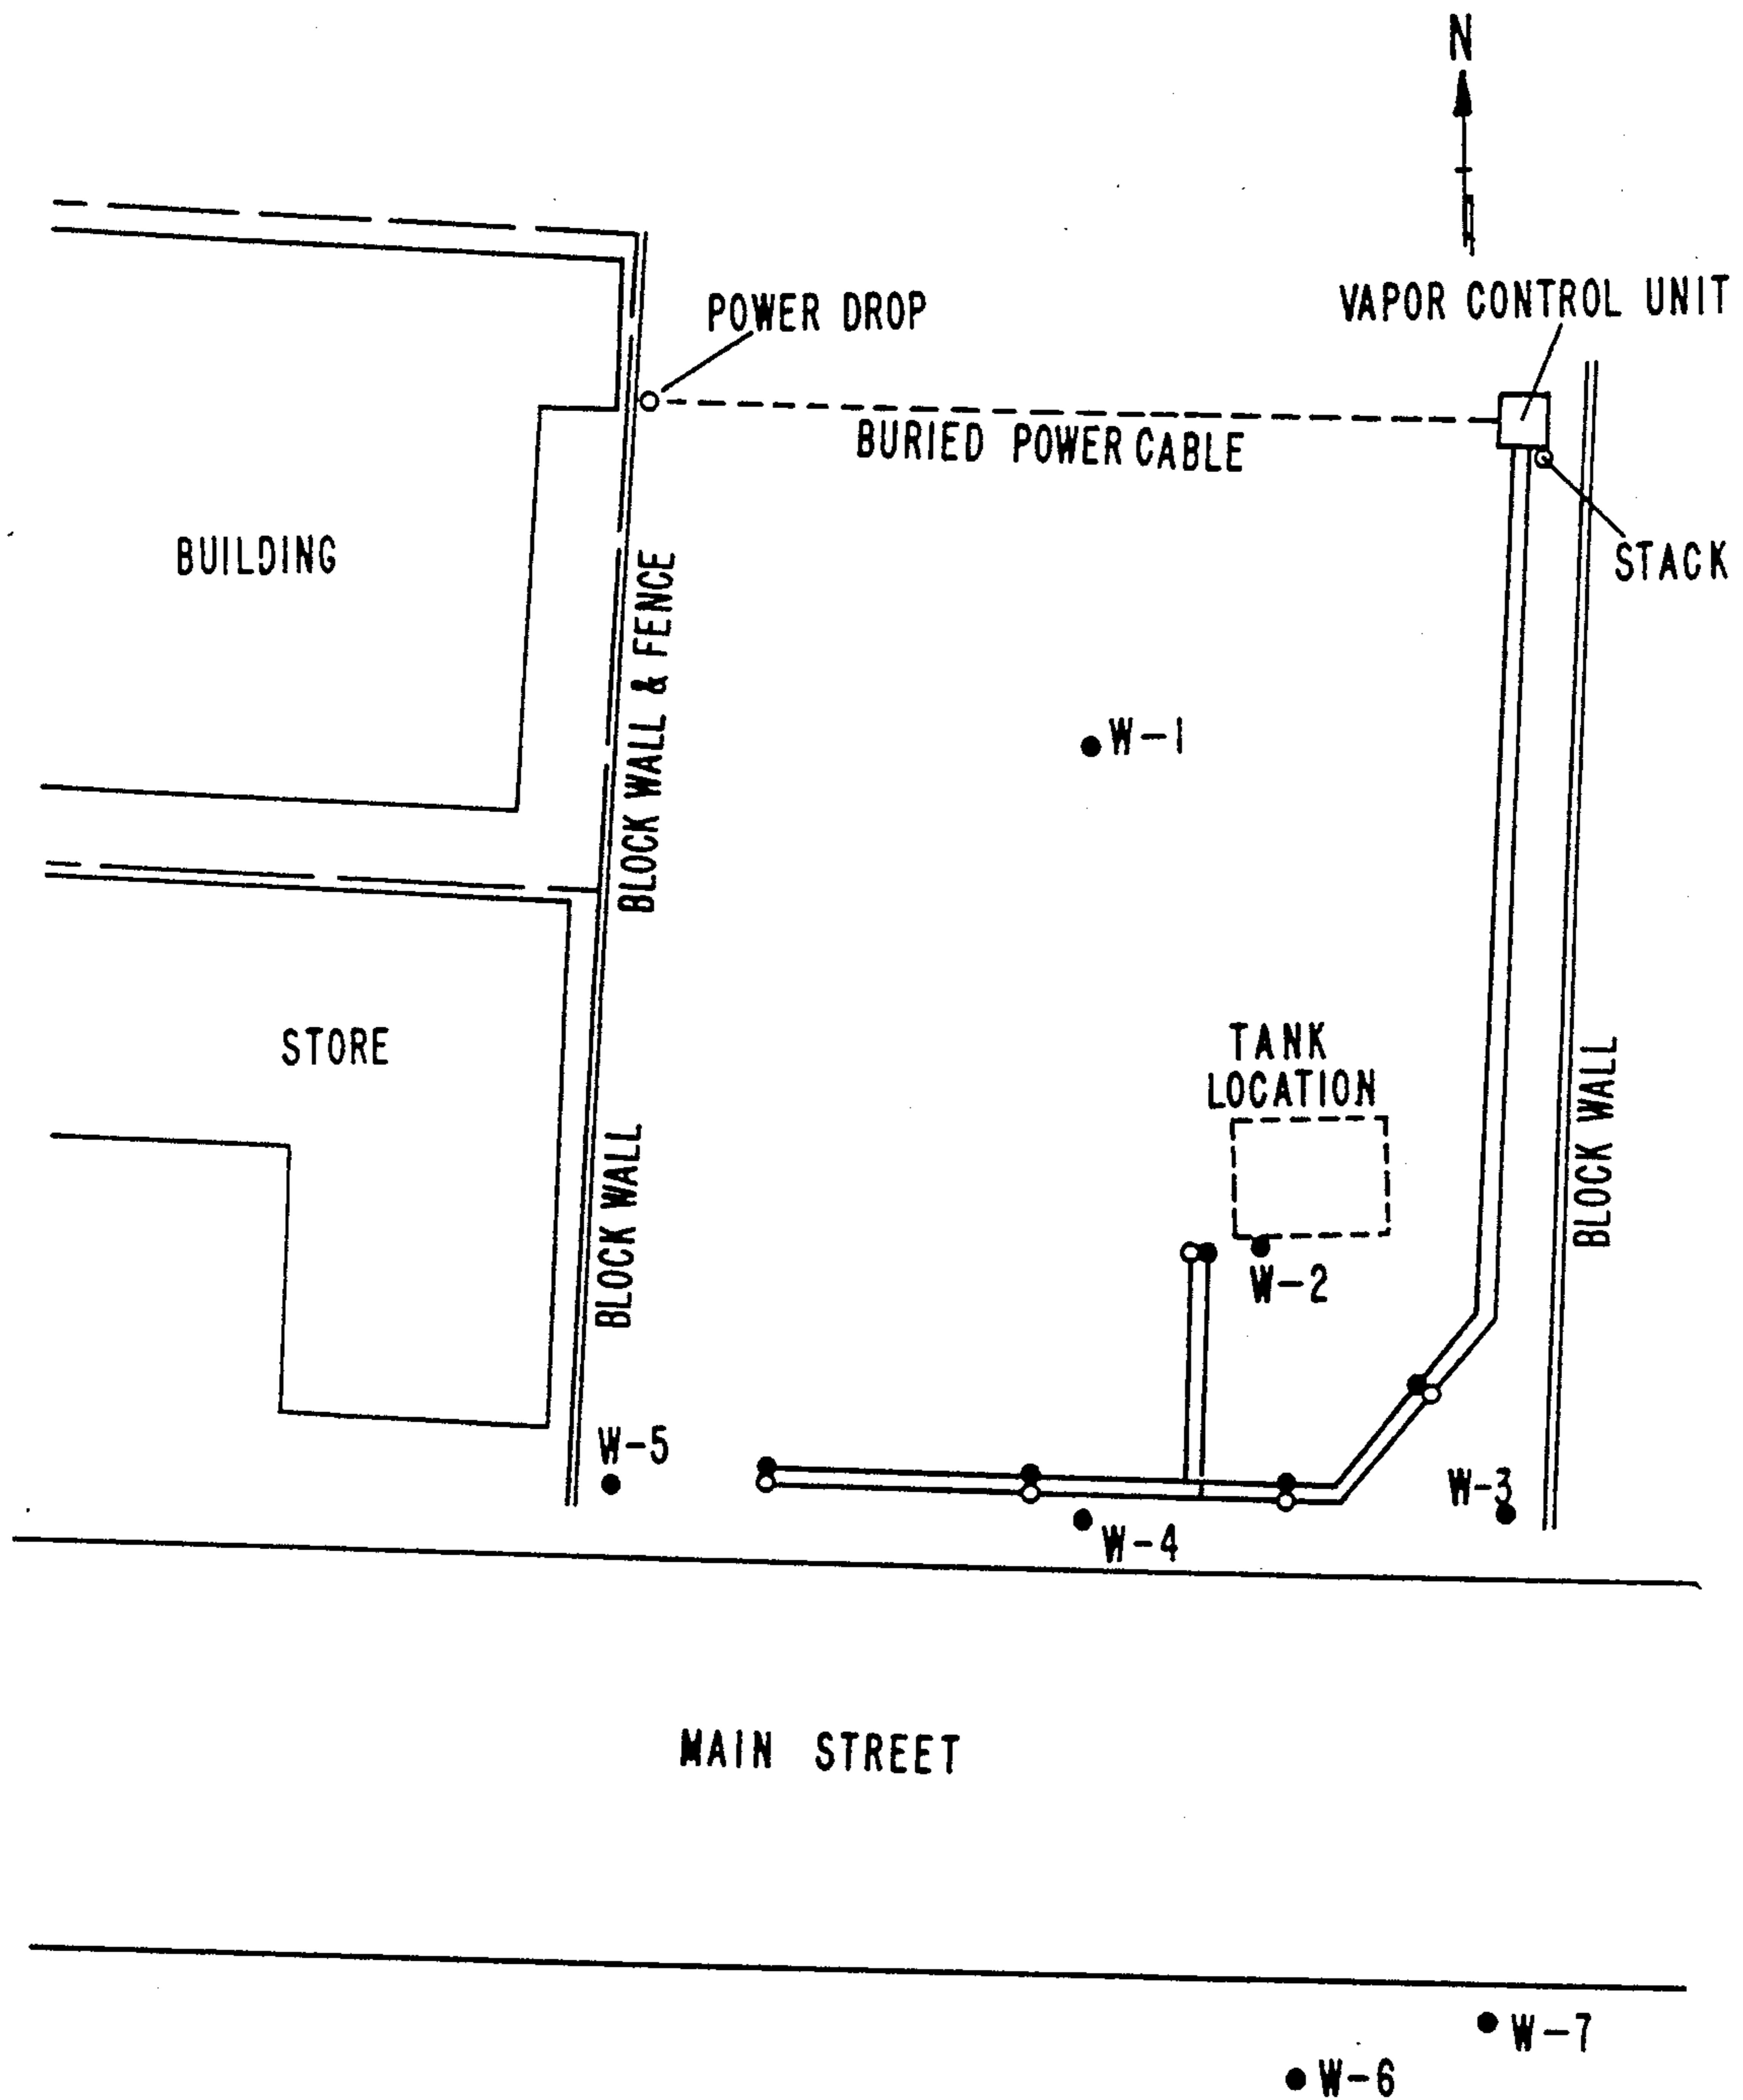 N
VAPOR CONTROL UNIT
POWER DROP
BURIED POWER CABLE
STACK
BUILDING
BLOCK WALL & FENCE
W-1
TANK
LOCATION
STORE
BLOCK WALL
BLOCK WALL
W-2
W-5
W-3
W-4
MAIN STREET
W-7
W-6